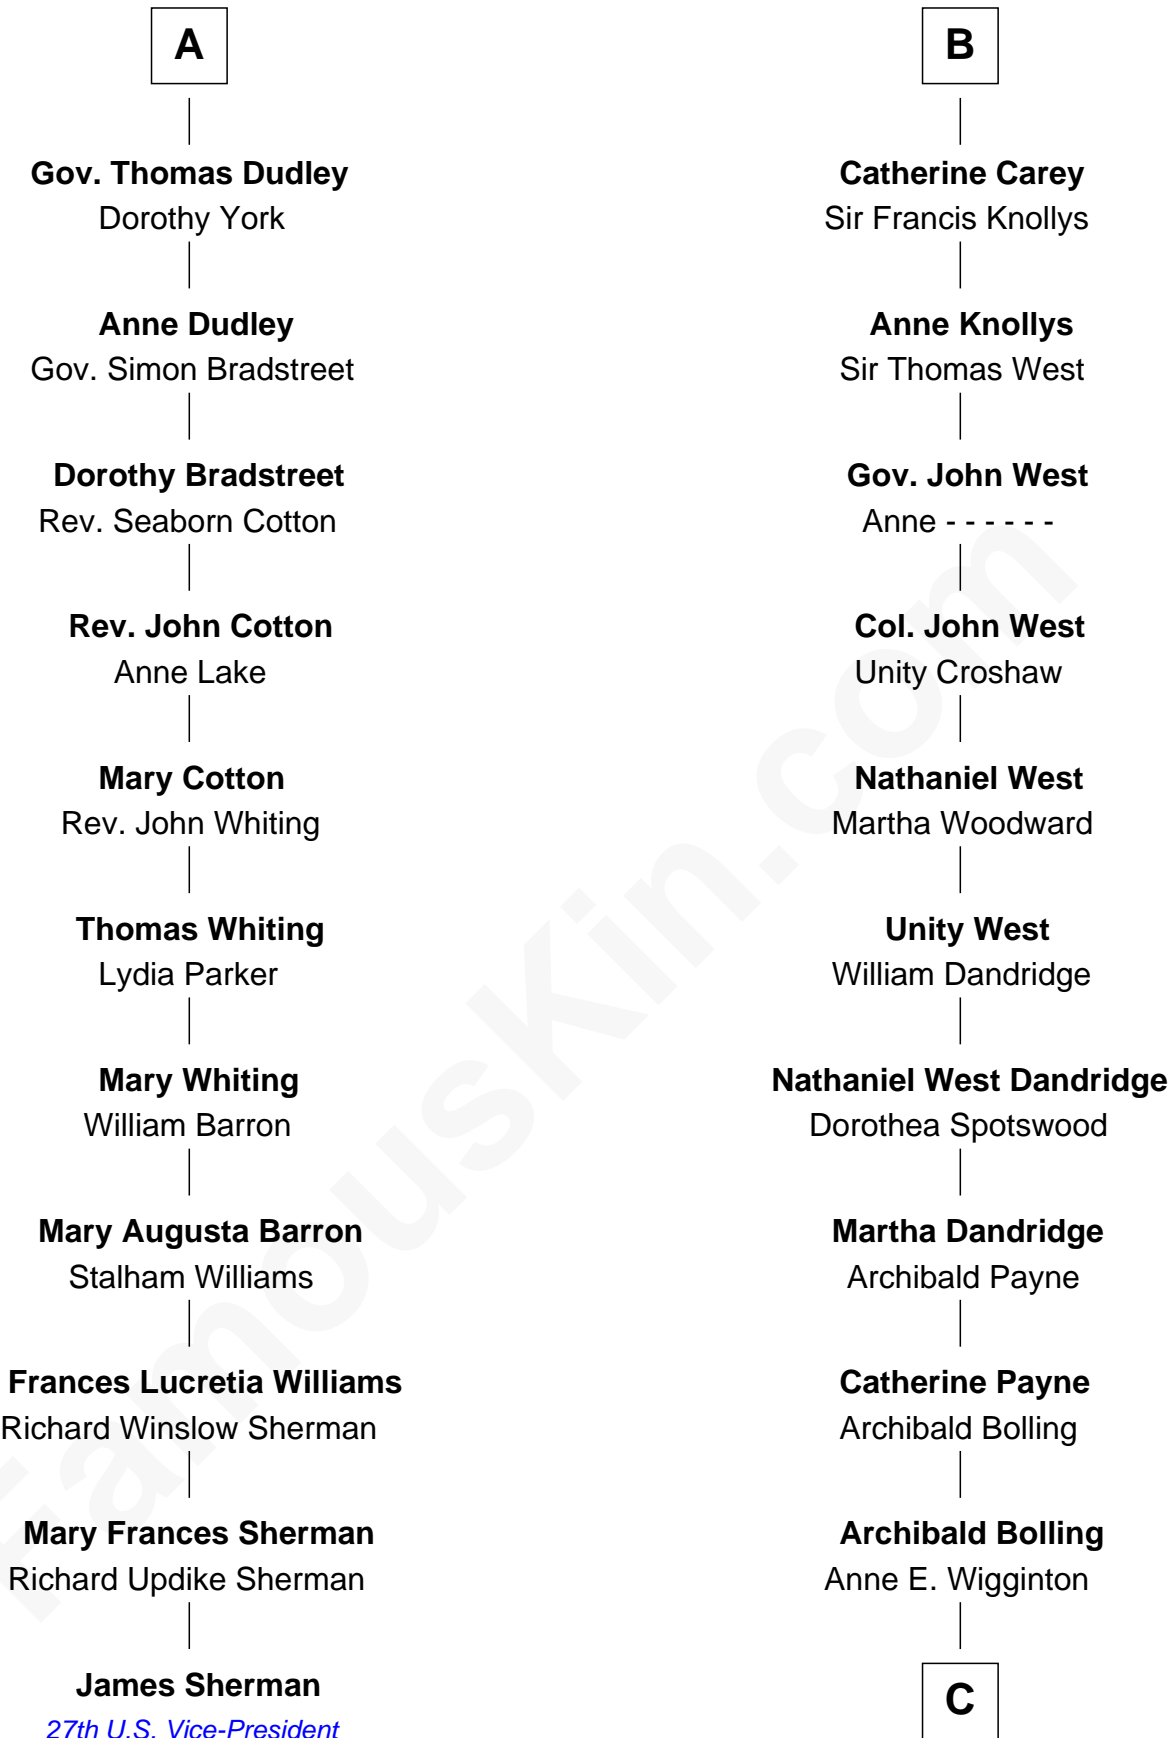 A
Gov. Thomas Dudley
Dorothy York
Anne Dudley
Gov. Simon Bradstreet
Dorothy Bradstreet
Rev. Seaborn Cotton
Rev. John Cotton
Anne Lake
Mary Cotton
Rev. John Whiting
Thomas Whiting
Lydia Parker
Mary Whiting
William Barron
Mary Augusta Barron
Stalham Williams
Frances Lucretia Williams
Richard Winslow Sherman
Mary Frances Sherman
Richard Updike Sherman
James Sherman
27th U.S. Vice-President
B
Catherine Carey
Sir Francis Knollys
Anne Knollys
Sir Thomas West
Gov. John West
Anne - - - - - -
Col. John West
Unity Croshaw
Nathaniel West
Martha Woodward
Unity West
William Dandridge
Nathaniel West Dandridge
Dorothea Spotswood
Martha Dandridge
Archibald Payne
Catherine Payne
Archibald Bolling
Archibald Bolling
Anne E. Wigginton
C
FamousKin.com